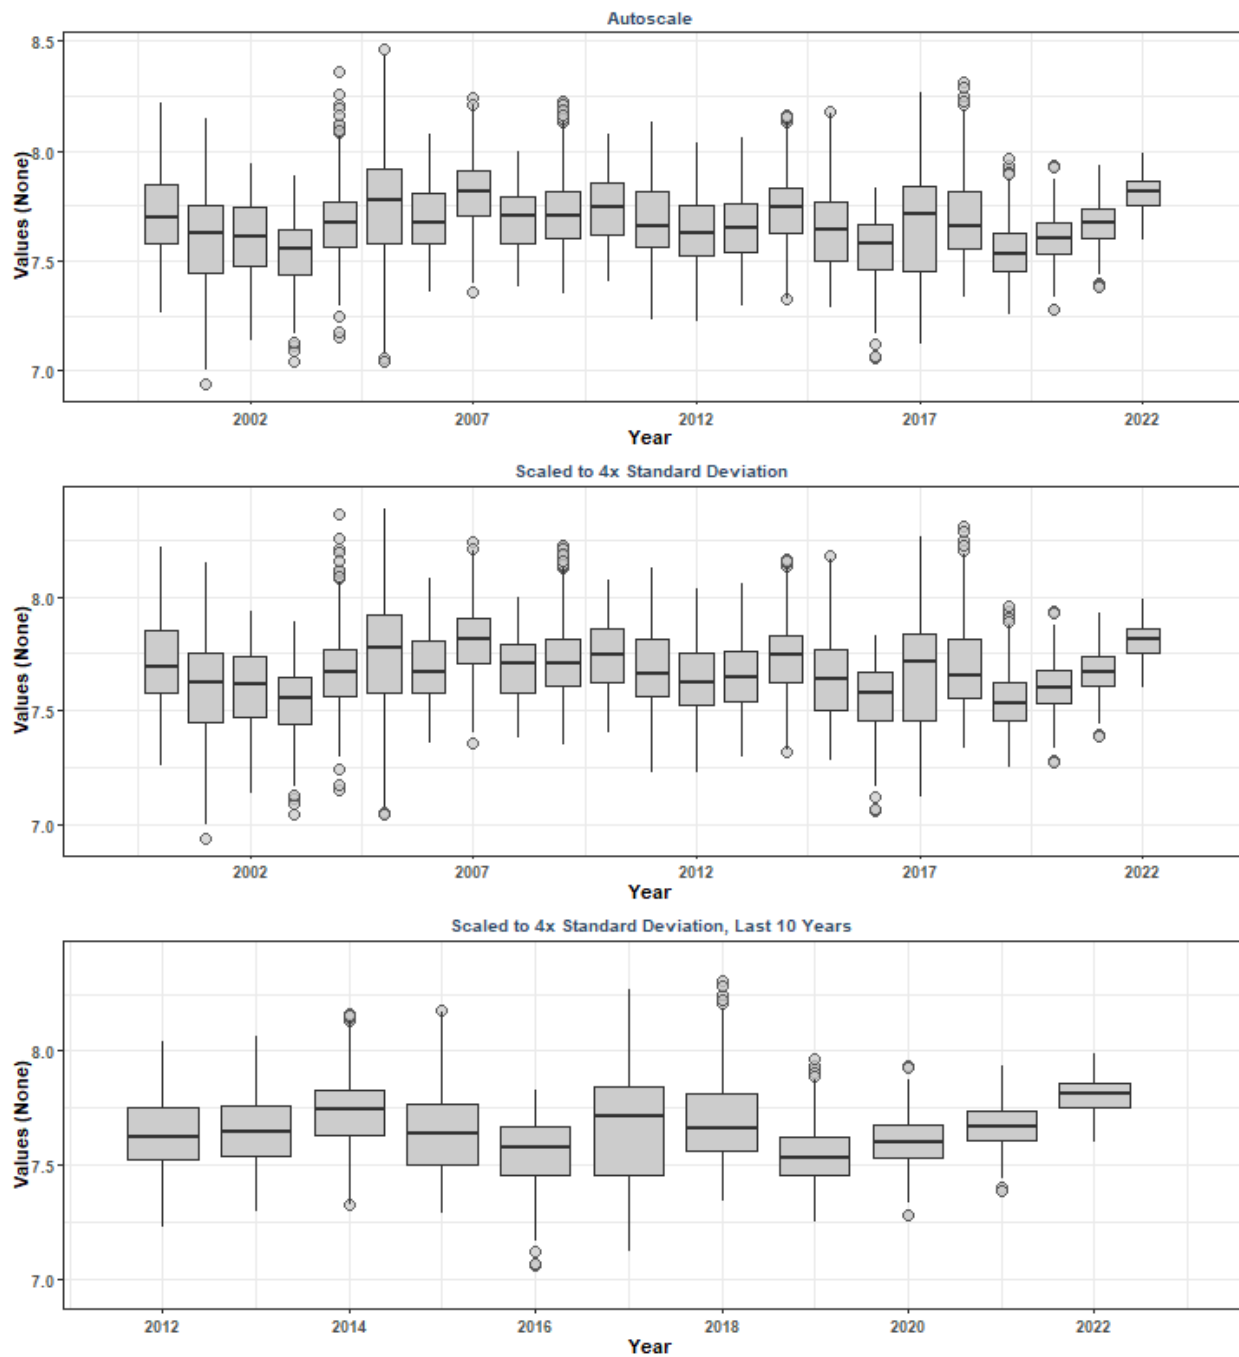 Autoscale
8.5
8.0
7.5
7.0
Values (None)
2002 2007 2012 2017 2022
Year
Scaled to 4x Standard Deviation
8.0
7.5
7.0
Values (None)
2002 2007 2012 2017 2022
Year
Scaled to 4x Standard Deviation, Last 10 Years
8.0
7.5
7.0
Values (None)
2012 2014 2016 2018 2020 2022
Year